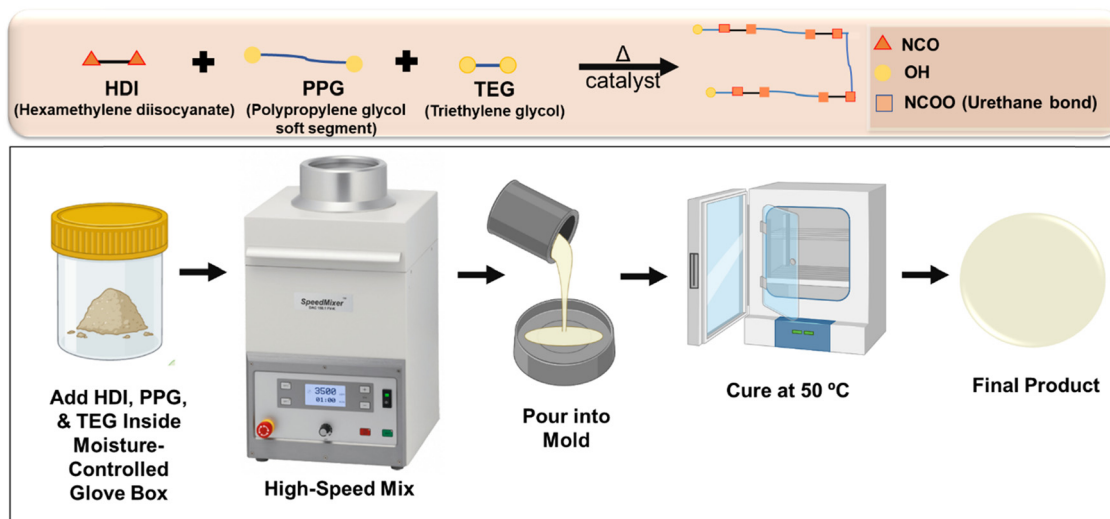 HDI
(Hexamethylene diisocyanate)
PPG
(Polypropylene glycol
soft segment)
TEG
(Triethylene glycol)
Δ
catalyst
NCO
OH
NCOO (Urethane bond)
SpeedMixer™
3500
01:00
Add HDI, PPG,
& TEG Inside
Moisture-
Controlled
Glove Box
High-Speed Mix
Pour into
Mold
Cure at 50 ºC
Final Product